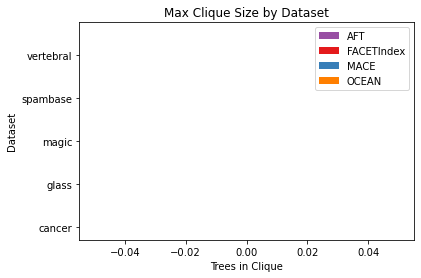 Max Clique Size by Dataset
AFT
FACETIndex
MACE
OCEAN
Dataset
vertebral
spambase
magic
glass
cancer
−0.04 −0.02 0.00 0.02 0.04
Trees in Clique